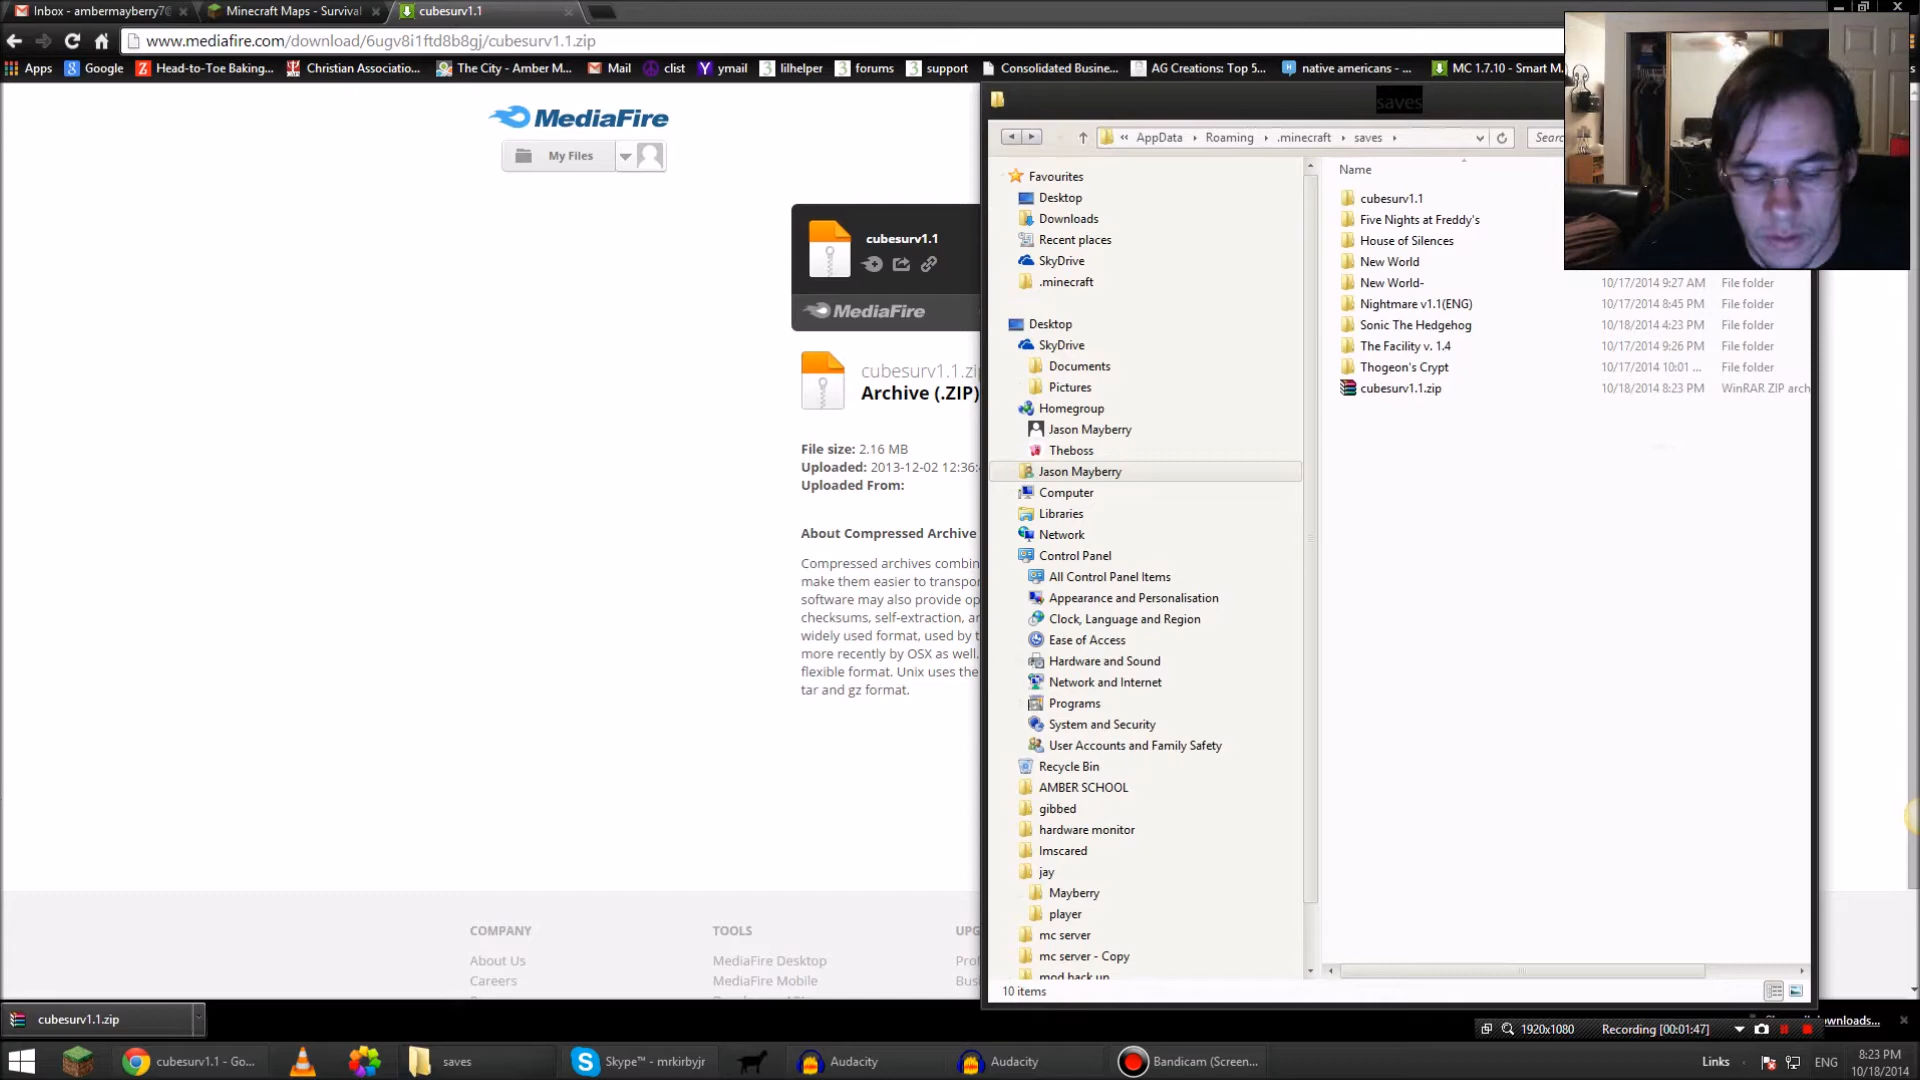 Inbox - ambermayberry7@
Minecraft Maps - Survival
cubesurv1.1
www.mediafire.com/download/6ugv8i1ftd8b8gj/cubesurv1.1.zip
Apps
Google
Head-to-Toe Baking...
Christian Associatio...
The City - Amber M...
Mail
clist
ymail
lilhelper
forums
support
Consolidated Busine...
AG Creations: Top 5...
native americans - ...
MC 1.7.10 - Smart M
MediaFire
My Files
cubesurv1.1
MediaFire
cubesurv1.1.zi
Archive (.ZIP)
File size: 2.16 MB
Uploaded: 2013-12-02 12:36:
Uploaded From:
About Compressed Archive
Compressed archives combin
make them easier to transpor
software may also provide op
checksums, self-extraction, a
widely used format, used by t
more recently by OSX as well.
flexible format. Unix uses the
tar and gz format.
COMPANY
TOOLS
UPG
About Us
MediaFire Desktop
Careers
MediaFire Mobile
saves
AppData
Roaming
.minecraft
saves
Searc
Favourites
Desktop
Downloads
Recent places
SkyDrive
.minecraft
Desktop
SkyDrive
Documents
Pictures
Homegroup
Jason Mayberry
Theboss
Jason Mayberry
Computer
Libraries
Network
Control Panel
All Control Panel Items
Appearance and Personalisation
Clock, Language and Region
Ease of Access
Hardware and Sound
Network and Internet
Programs
System and Security
User Accounts and Family Safety
Recycle Bin
AMBER SCHOOL
gibbed
hardware monitor
Imscared
jay
Mayberry
player
mc server
mc server - Copy
mod back up
Name
cubesurv1.1
Five Nights at Freddy's
House of Silences
New World
New World- 10/17/2014 9:27 AM File folder
Nightmare v1.1(ENG) 10/17/2014 8:45 PM File folder
Sonic The Hedgehog 10/18/2014 4:23 PM File folder
The Facility v. 1.4 10/17/2014 9:26 PM File folder
Thogeon's Crypt 10/17/2014 10:01 ... File folder
cubesurv1.1.zip 10/18/2014 8:23 PM WinRAR ZIP arch
10 items
cubesurv1.1.zip
1920x1080
Recording [00:01:47]
downloads...
cubesurv1.1 - Go...
saves
Skype™ - mrkirbyjr
Audacity
Audacity
Bandicam (Screen...
Links
ENG
8:23 PM
10/18/2014